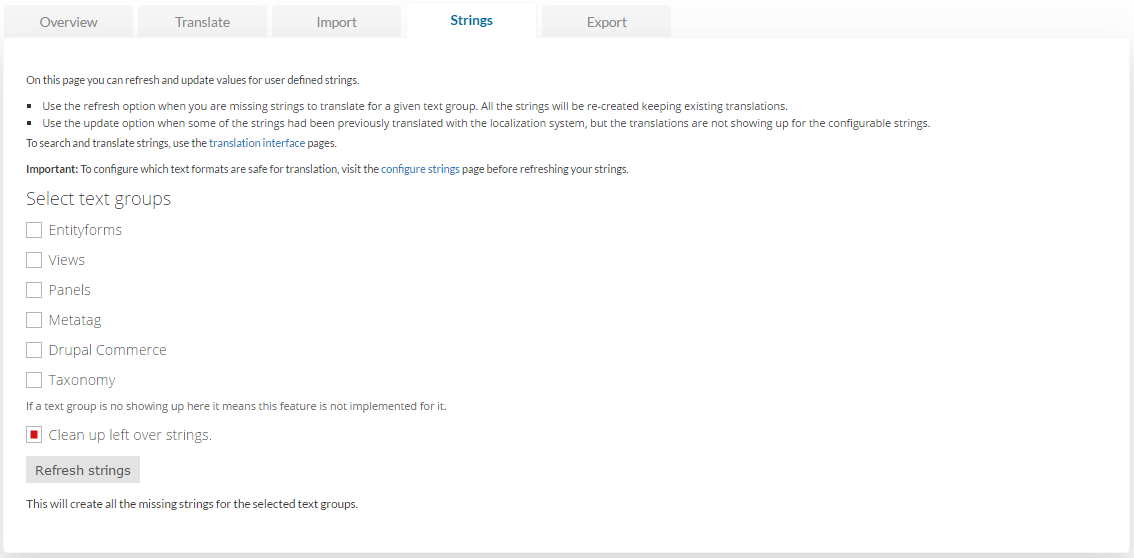 Overview
Translate
Import
Strings
Export
On this page you can refresh and update values for user defined strings.
Use the refresh option when you are missing strings to translate for a given text group. All the strings will be re-created keeping existing translations.
Use the update option when some of the strings had been previously translated with the localization system, but the translations are not showing up for the configurable strings.
To search and translate strings, use the translation interface pages.
Important: To configure which text formats are safe for translation, visit the configure strings page before refreshing your strings.
Select text groups
Entityforms
Views
Panels
Metatag
Drupal Commerce
Taxonomy
If a text group is no showing up here it means this feature is not implemented for it.
Clean up left over strings.
Refresh strings
This will create all the missing strings for the selected text groups.